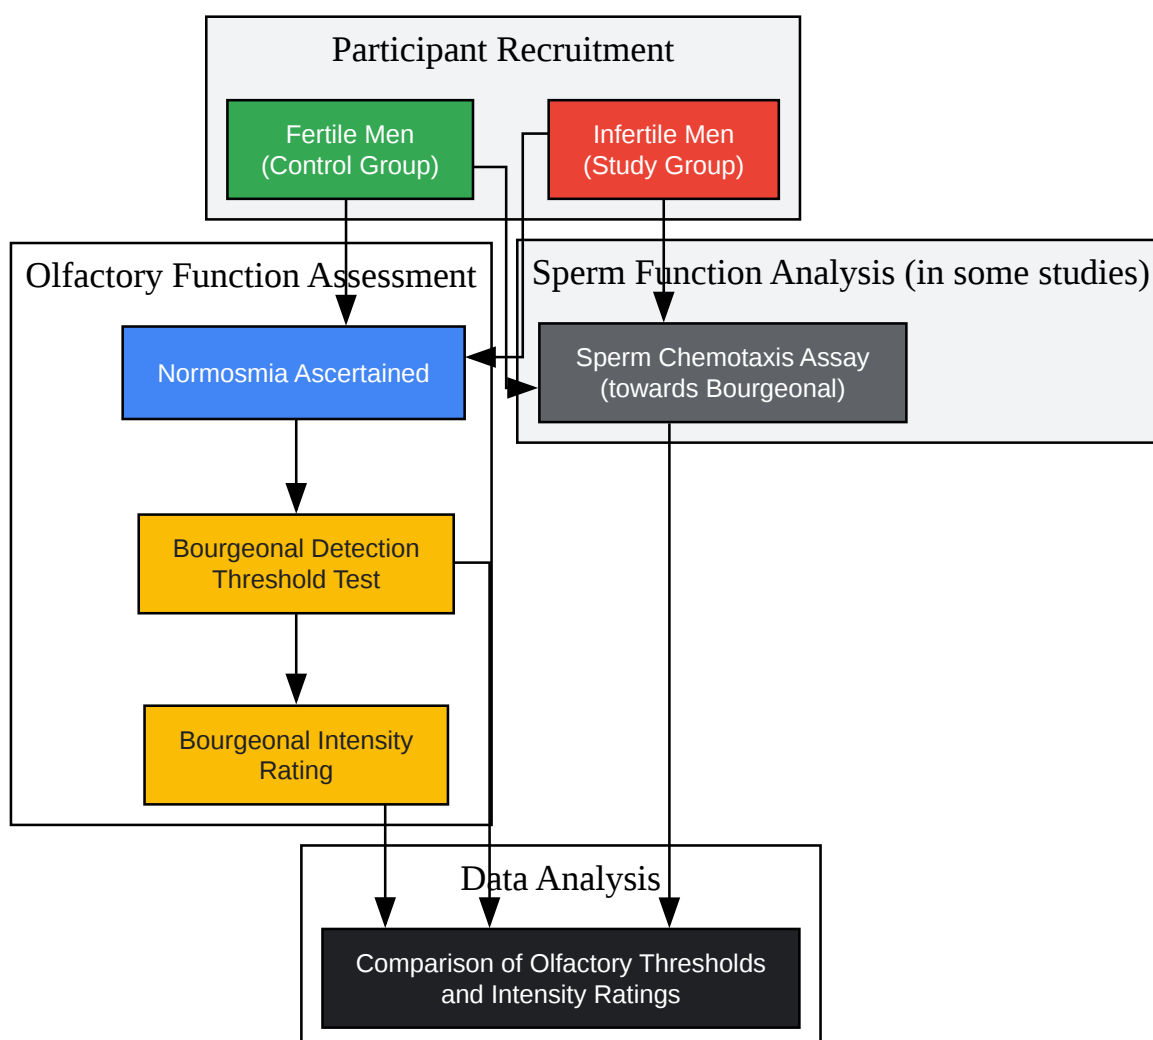 Participant Recruitment
Fertile Men
(Control Group)
Infertile Men
(Study Group)
Olfactory Function Assessment
Sperm Function Analysis (in some studies)
Normosmia Ascertained
Sperm Chemotaxis Assay
(towards Bourgeonal)
Bourgeonal Detection
Threshold Test
Bourgeonal Intensity
Rating
Data Analysis
Comparison of Olfactory Thresholds
and Intensity Ratings